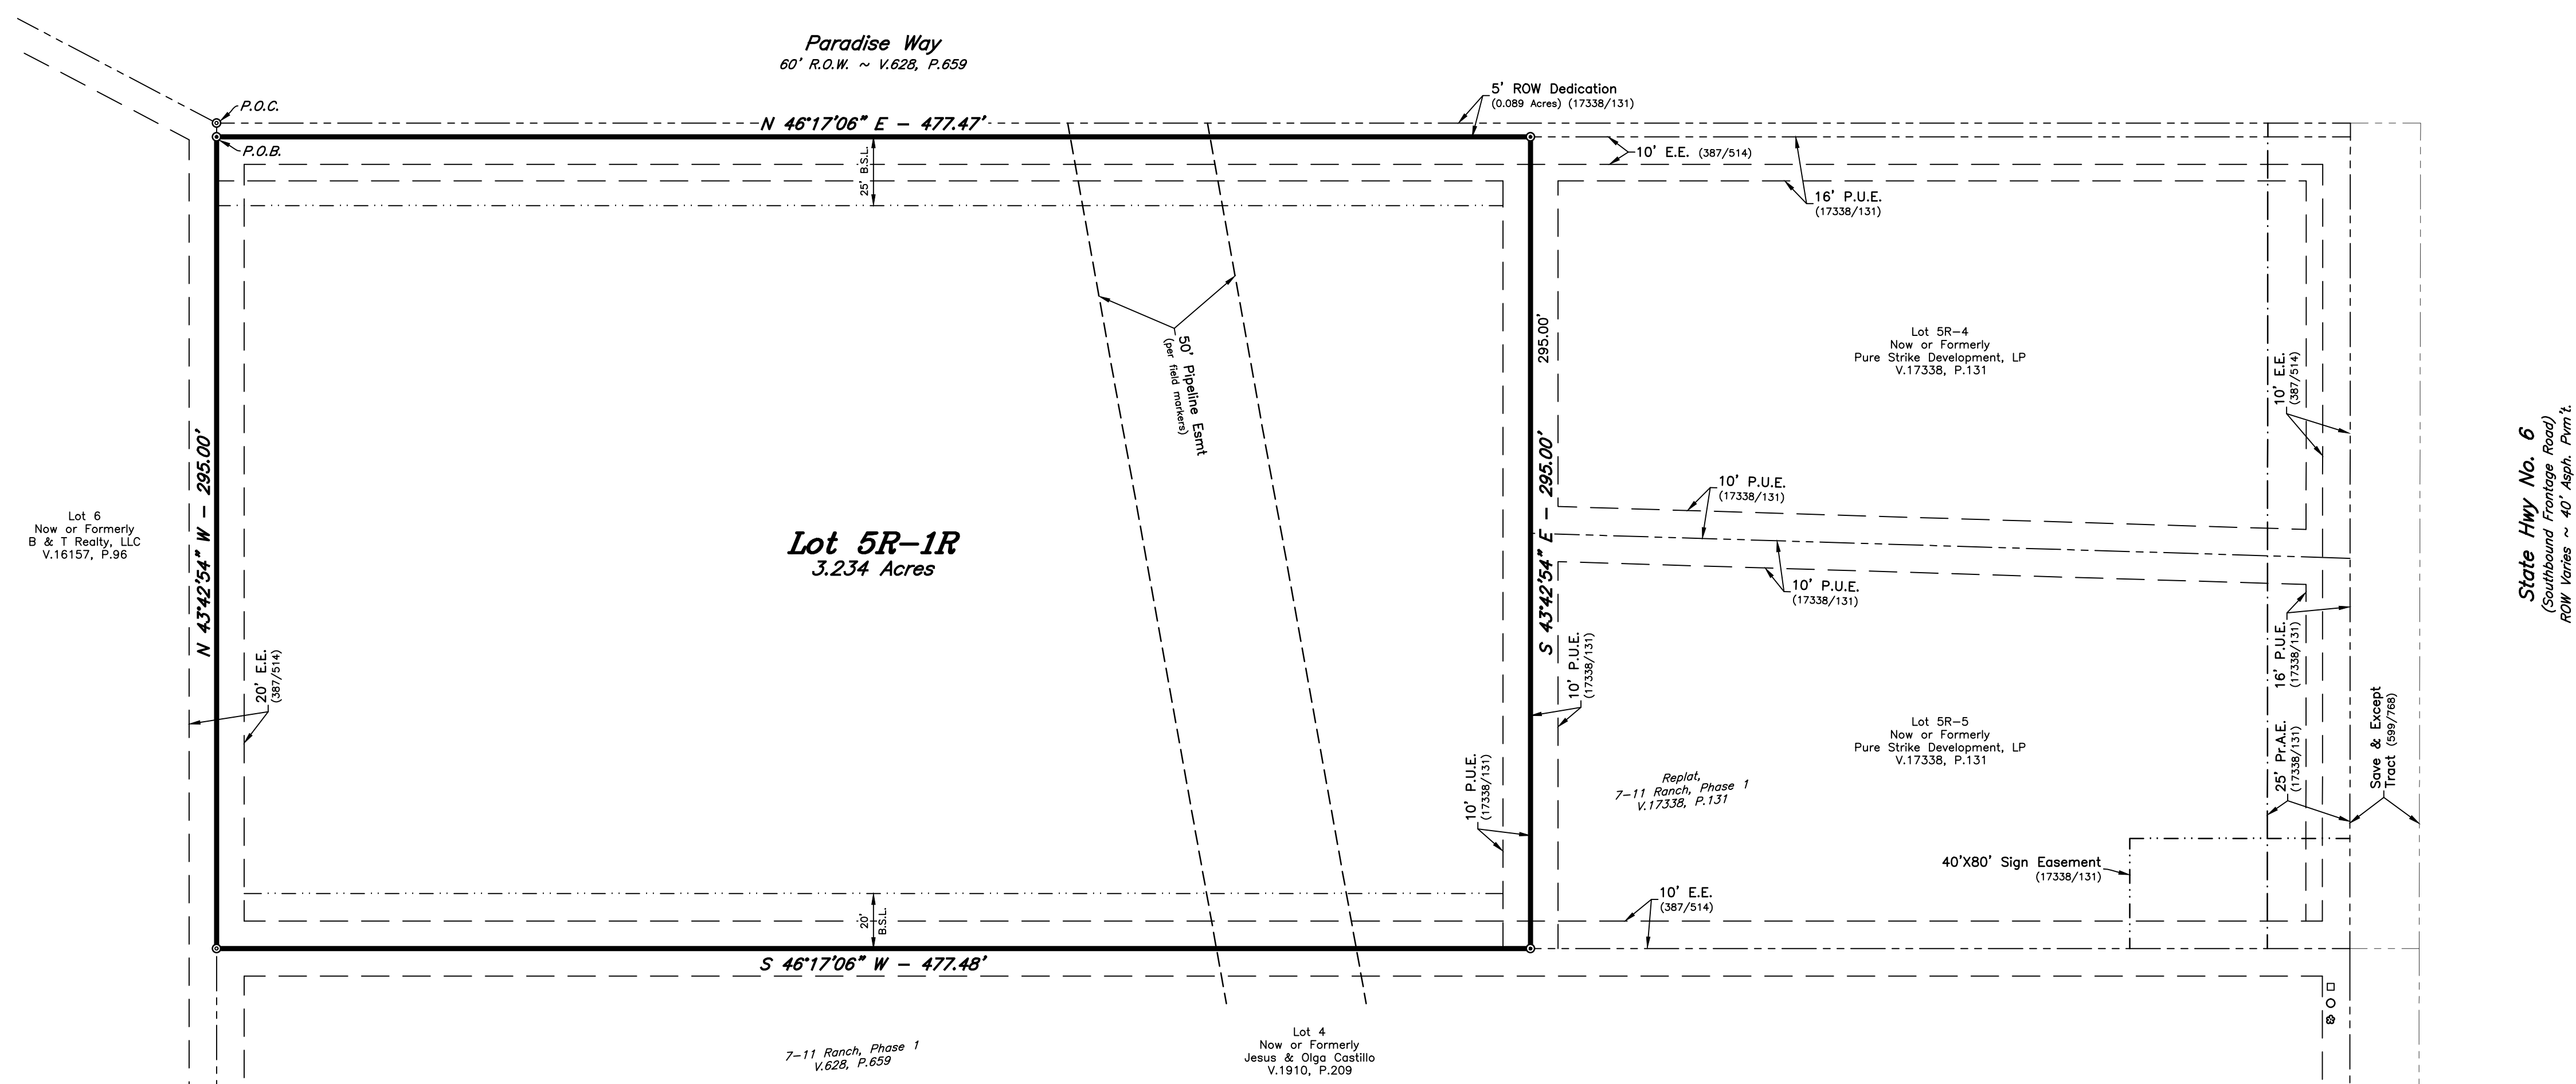 Paradise Way
60' R.O.W. ~ V.628, P.659
P.O.C.
5' ROW Dedication
(0.089 Acres) (17338/131)
N 46°17'06" E - 477.47'
P.O.B.
25' B.S.L.
10' E.E. (387/514)
16' P.U.E.
(17338/131)
295.00'
50' Pipeline Esmt
(per field markers)
Lot 5R-4
Now or Formerly
Pure Strike Development, LP
V.17338, P.131
10' E.E.
(387/514)
State Hwy No. 6
(Southbound Frontage Road)
ROW Varies ~ 40' Asph. Pvm't.
N 43°42'54" W - 295.00'
S 43°42'54" E - 295.00'
10' P.U.E.
(17338/131)
Lot 6
Now or Formerly
B & T Realty, LLC
V.16157, P.96
Lot 5R-1R
3.234 Acres
10' P.U.E.
(17338/131)
20' E.E.
(387/514)
10' P.U.E.
(17338/131)
16' P.U.E.
(17338/131)
Lot 5R-5
Now or Formerly
Pure Strike Development, LP
V.17338, P.131
25' Pr.A.E.
(17338/131)
Save & Except
Tract (599/768)
10' P.U.E.
(17338/131)
Replat,
7-11 Ranch, Phase 1
V.17338, P.131
40'X80' Sign Easement
(17338/131)
10' E.E.
(387/514)
20'
B.S.L.
S 46°17'06" W - 477.48'
7-11 Ranch, Phase 1
V.628, P.659
Lot 4
Now or Formerly
Jesus & Olga Castillo
V.1910, P.209